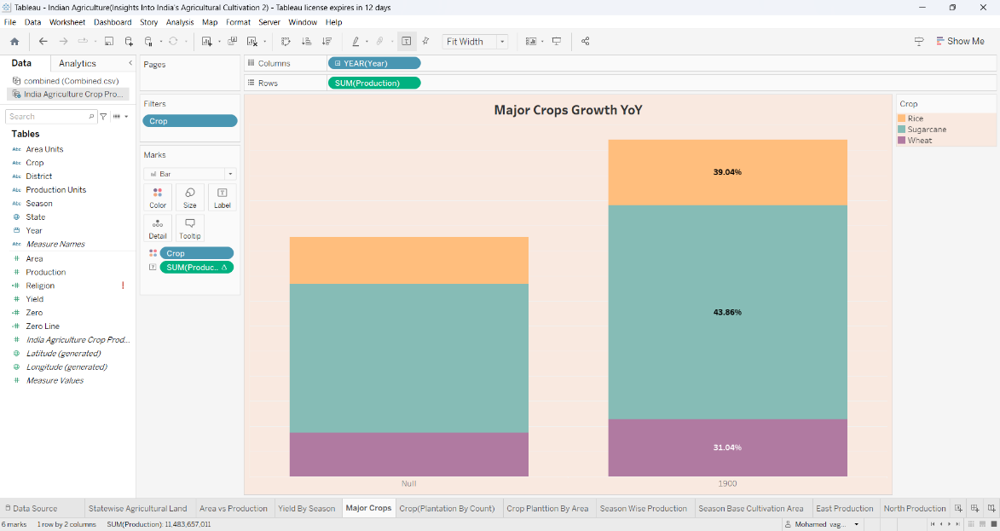 Tableau - Indian Agriculture(Insights Into India's Agricultural Cultivation 2) - Tableau license expires in 12 days
File Data Worksheet Dashboard Story Analysis Map Format Server Window Help
Fit Width
Show Me
Data Analytics
combined (Combined.csv)
India Agriculture Crop Pro...
Search
Tables
Abc Area Units
Abc Crop
Abc District
Abc Production Units
Abc Season
State
Year
Abc Measure Names
# Area
# Production
=# Religion !
# Yield
=# Zero
=# Zero Line
# India Agriculture Crop Prod...
Latitude (generated)
Longitude (generated)
# Measure Values
Pages
Filters
Crop
Marks
Bar
Color Size Label
Detail Tooltip
Crop
SUM(Produc.. Δ
Columns YEAR(Year)
Rows SUM(Production)
Major Crops Growth YoY
39.04%
43.86%
31.04%
Null 1900
Crop
Rice
Sugarcane
Wheat
Data Source Statewise Agricultural Land Area vs Production Yield By Season Major Crops Crop(Plantation By Count) Crop Planttion By Area Season Wise Production Season Base Cultivation Area East Production North Production
6 marks 1 row by 2 columns SUM(Production): 11,483,657,011 Mohamed vag...